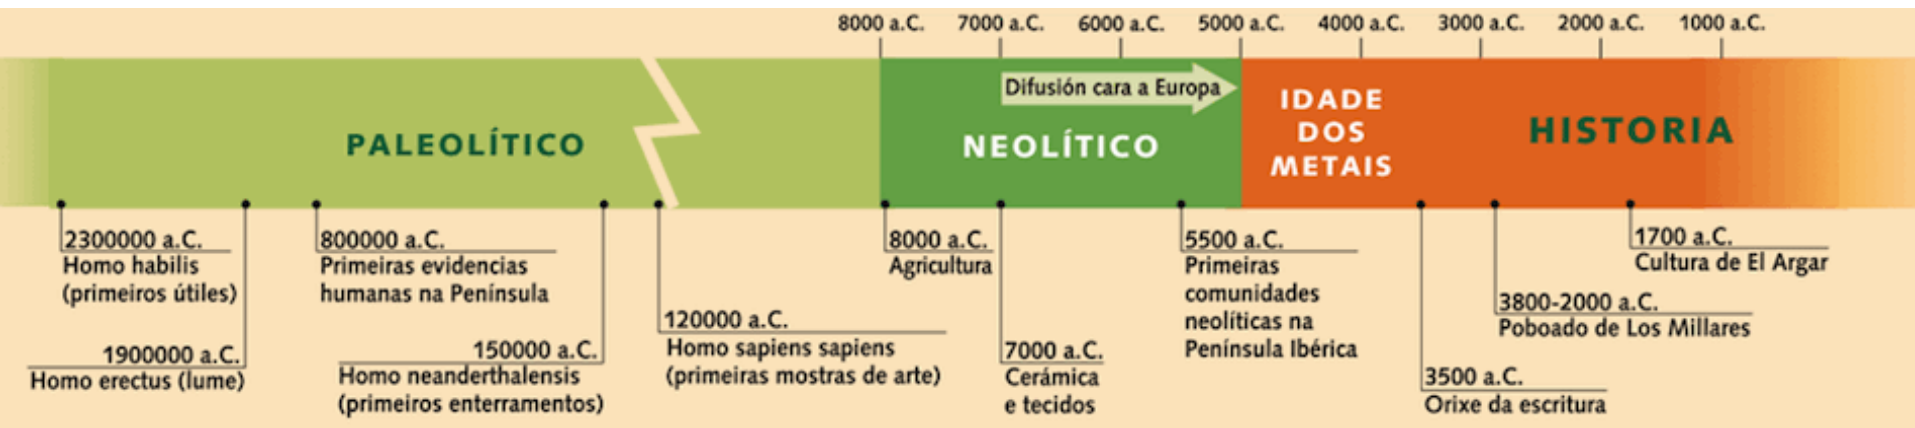 8000 a.C. 7000 a.C. 6000 a.C. 5000 a.C. 4000 a.C. 3000 a.C. 2000 a.C. 1000 a.C.
Difusión cara a Europa
PALEOLÍTICO
NEOLÍTICO
IDADE
DOS
METAIS
HISTORIA
2300000 a.C.
Homo habilis
(primeiros útiles)
1900000 a.C.
Homo erectus (lume)
800000 a.C.
Primeiras evidencias
humanas na Península
150000 a.C.
Homo neanderthalensis
(primeiros enterramentos)
120000 a.C.
Homo sapiens sapiens
(primeiras mostras de arte)
8000 a.C.
Agricultura
7000 a.C.
Cerámica
e tecidos
5500 a.C.
Primeiras
comunidades
neolíticas na
Península Ibérica
3500 a.C.
Orixe da escritura
3800-2000 a.C.
Poboado de Los Millares
1700 a.C.
Cultura de El Argar